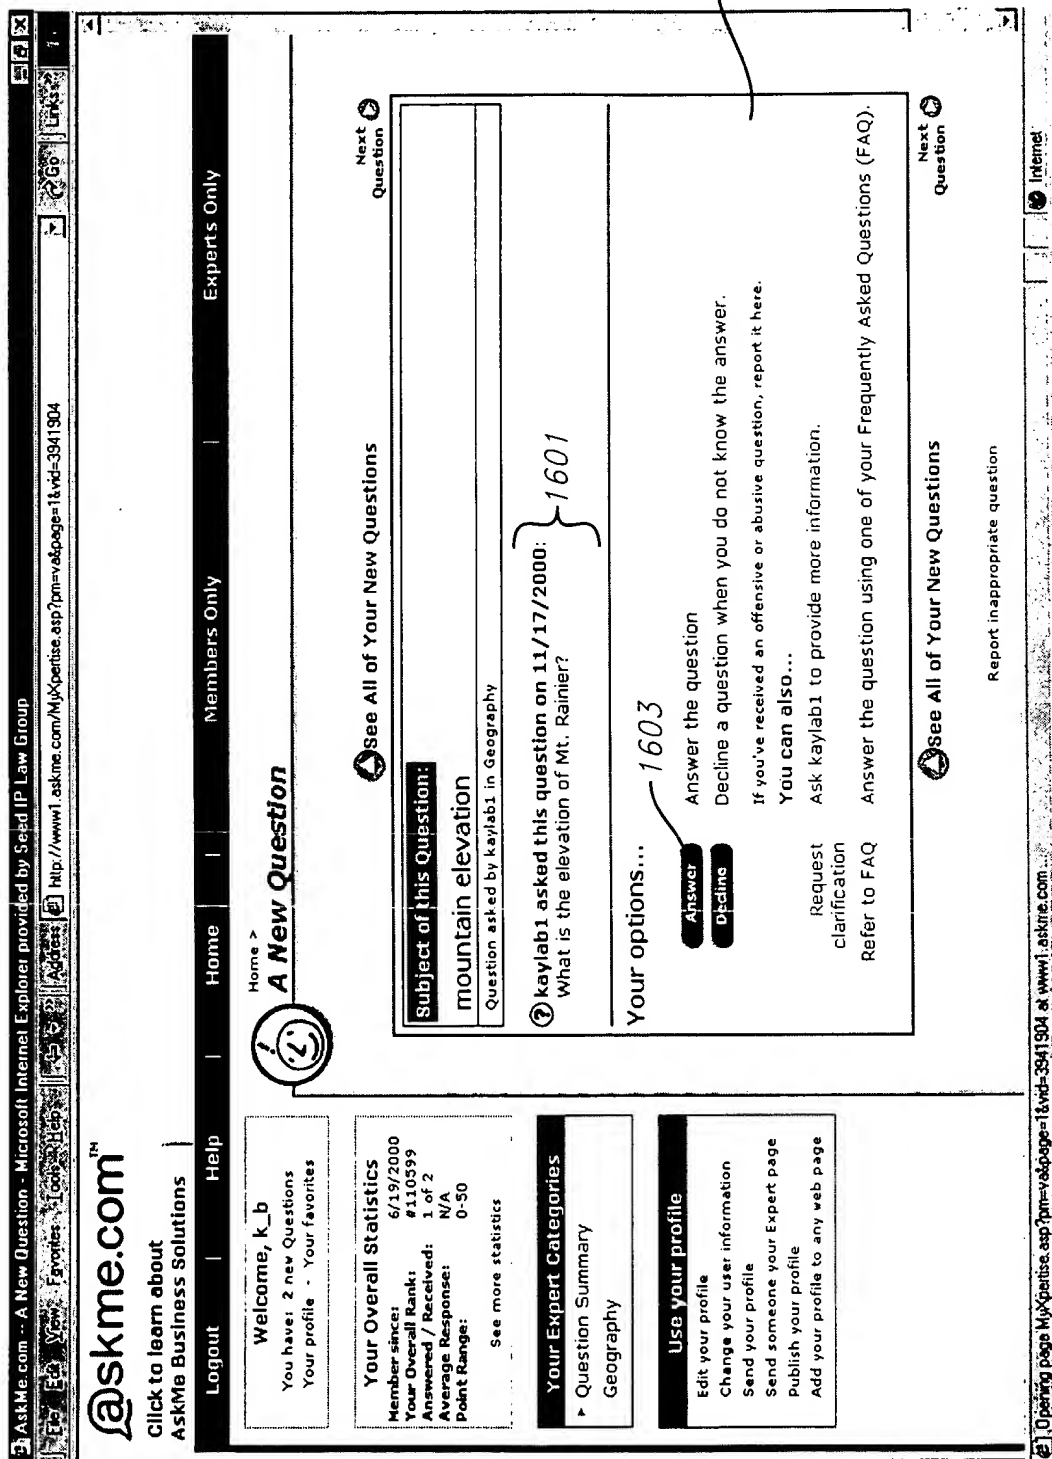 AskMe.com -- A New Question - Microsoft Internet Explorer provided by Seed IP Law Group
File Edit View Favorites Tools Help
Address http://www1.askme.com/MyXpertise.asp?pm=va&page=1&vid=3941904
Go
Links »
@skme.com™
Click to learn about
AskMe Business Solutions
Logout | Help | Home | Members Only | Experts Only
Welcome, k_b
You have: 2 new Questions
Your profile - Your favorites
Your Overall Statistics
Member since: 6/19/2000
Your Overall Rank: #110599
Answered / Received: 1 of 2
Average Response: N/A
Point Range: 0-50
See more statistics
Your Expert Categories
▸ Question Summary
Geography
Use your profile
Edit your profile
Change your user information
Send your profile
Send someone your Expert page
Publish your profile
Add your profile to any web page
Home >
A New Question
See All of Your New Questions
Next
Question
Subject of this Question:
mountain elevation
Question asked by kaylab1 in Geography
? kaylab1 asked this question on 11/17/2000:
What is the elevation of Mt. Rainier?
1601
Your options...
1603
Answer Answer the question
Decline Decline a question when you do not know the answer.
If you've received an offensive or abusive question, report it here.
You can also...
Request clarification Ask kaylab1 to provide more information.
Refer to FAQ Answer the question using one of your Frequently Asked Questions (FAQ).
See All of Your New Questions
Next
Question
Report inappropriate question
Opening page MyXpertise.asp?pm=va&page=1&vid=3941904 at www1.askme.com...
Internet